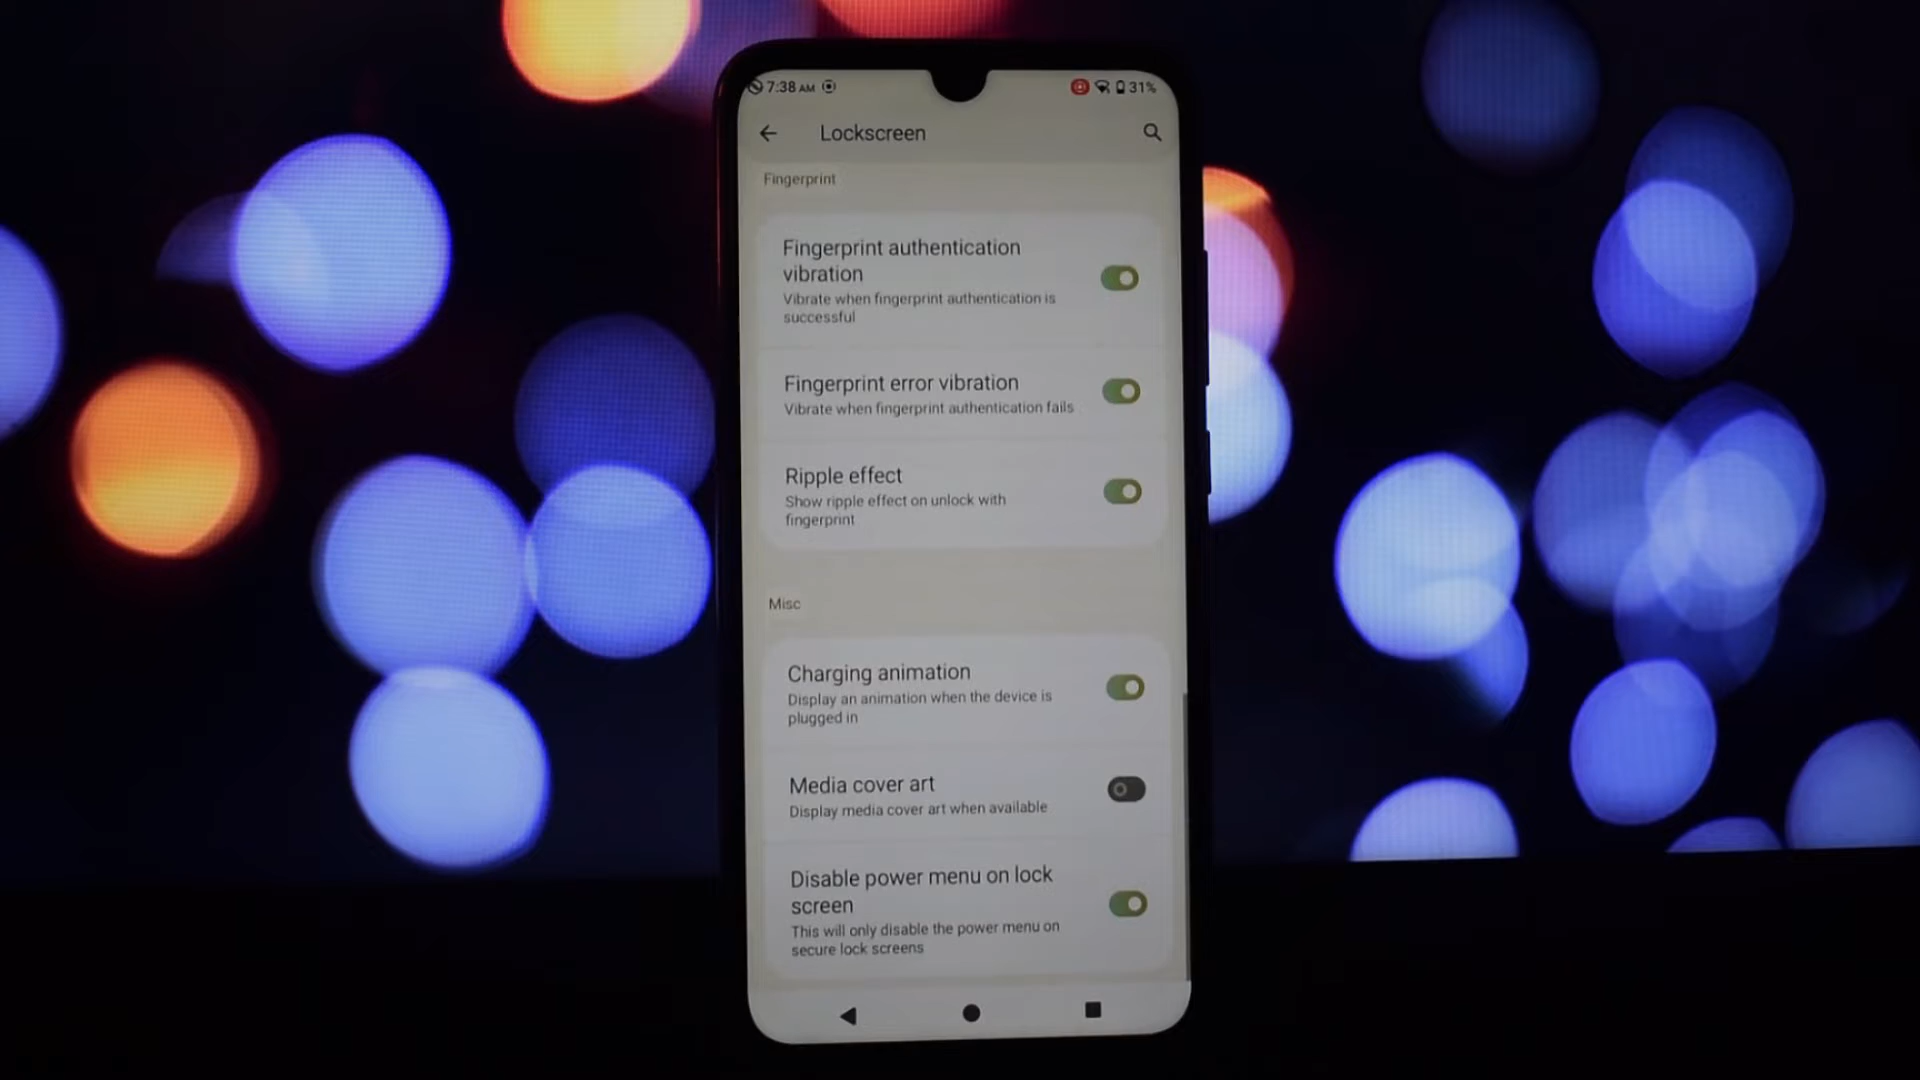 7:38 AM
31%
Lockscreen
Fingerprint
Fingerprint authentication
vibration
Vibrate when fingerprint authentication is
successful
Fingerprint error vibration
Vibrate when fingerprint authentication fails
Ripple effect
Show ripple effect on unlock with
fingerprint
Misc
Charging animation
Display an animation when the device is
plugged in
Media cover art
Display media cover art when available
Disable power menu on lock
screen
This will only disable the power menu on
secure lock screens